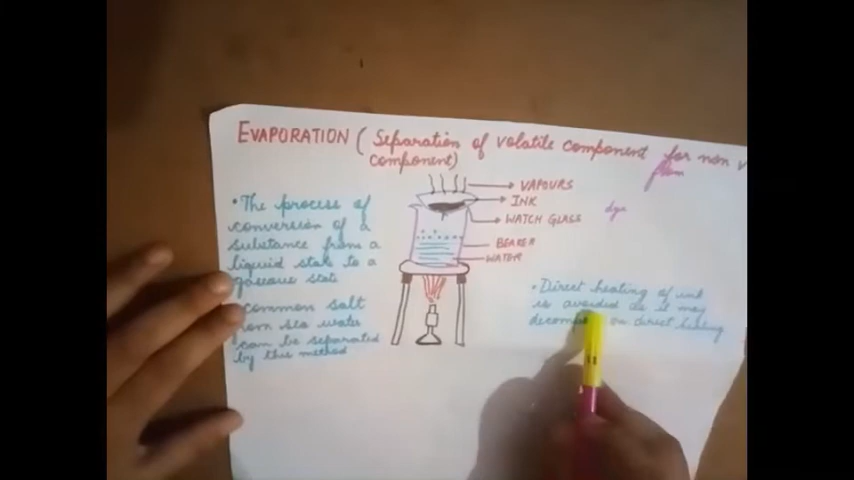 EVAPORATION (Separation of volatile component for non v
from
component)
VAPOURS
INK
dye
WATCH GLASS
BEAKER
WATER
• The process of
conversion of a
substance from a
liquid state to a
gaseous state
common salt
from sea water
can be separated
by this method
• Direct heating of ink
is avoided as it may
on direct heating